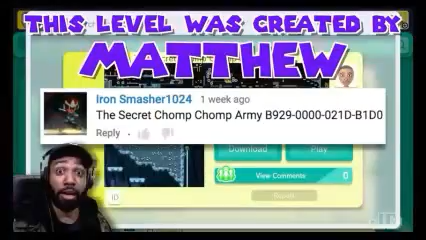 THIS LEVEL WAS CREATED BY
MATTHEW
Iron Smasher1024 1 week ago
The Secret Chomp Chomp Army B929-0000-021D-B1D0
Reply
Download Play
View Comments 0
iD